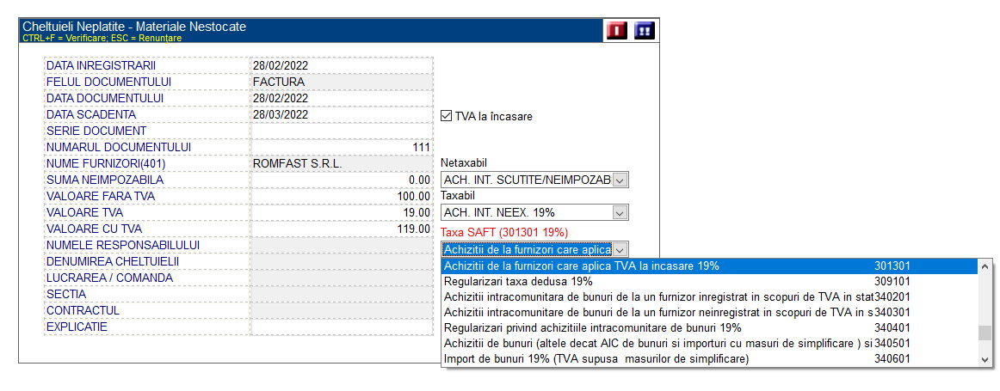 Cheltuieli Neplatite - Materiale Nestocate
CTRL+F = Verificare; ESC = Renunțare
DATA INREGISTRARII 28/02/2022
FELUL DOCUMENTULUI FACTURA
DATA DOCUMENTULUI 28/02/2022
DATA SCADENTA 28/03/2022 TVA la încasare
SERIE DOCUMENT
NUMARUL DOCUMENTULUI 111
NUME FURNIZORI(401) ROMFAST S.R.L. Netaxabil
SUMA NEIMPOZABILA 0.00 ACH. INT. SCUTITE/NEIMPOZAB
VALOARE FARA TVA 100.00 Taxabil
VALOARE TVA 19.00 ACH. INT. NEEX. 19%
VALOARE CU TVA 119.00 Taxa SAFT (301301 19%)
NUMELE RESPONSABILULUI Achizitii de la furnizori care aplica
DENUMIREA CHELTUIELII Achizitii de la furnizori care aplica TVA la incasare 19% 301301
LUCRAREA / COMANDA Regularizari taxa dedusa 19% 309101
SECTIA Achizitii intracomunitara de bunuri de la un furnizor inregistrat in scopuri de TVA in stat 340201
CONTRACTUL Achizitii intracomunitare de bunuri de la un furnizor neinregistrat in scopuri de TVA in s 340301
EXPLICATIE Regularizari privind achizitiile intracomunitare de bunuri 19% 340401
Achizitii de bunuri (altele decat AIC de bunuri si importuri cu masuri de simplificare ) si 340501
Import de bunuri 19% (TVA supusa masurilor de simplificare) 340601